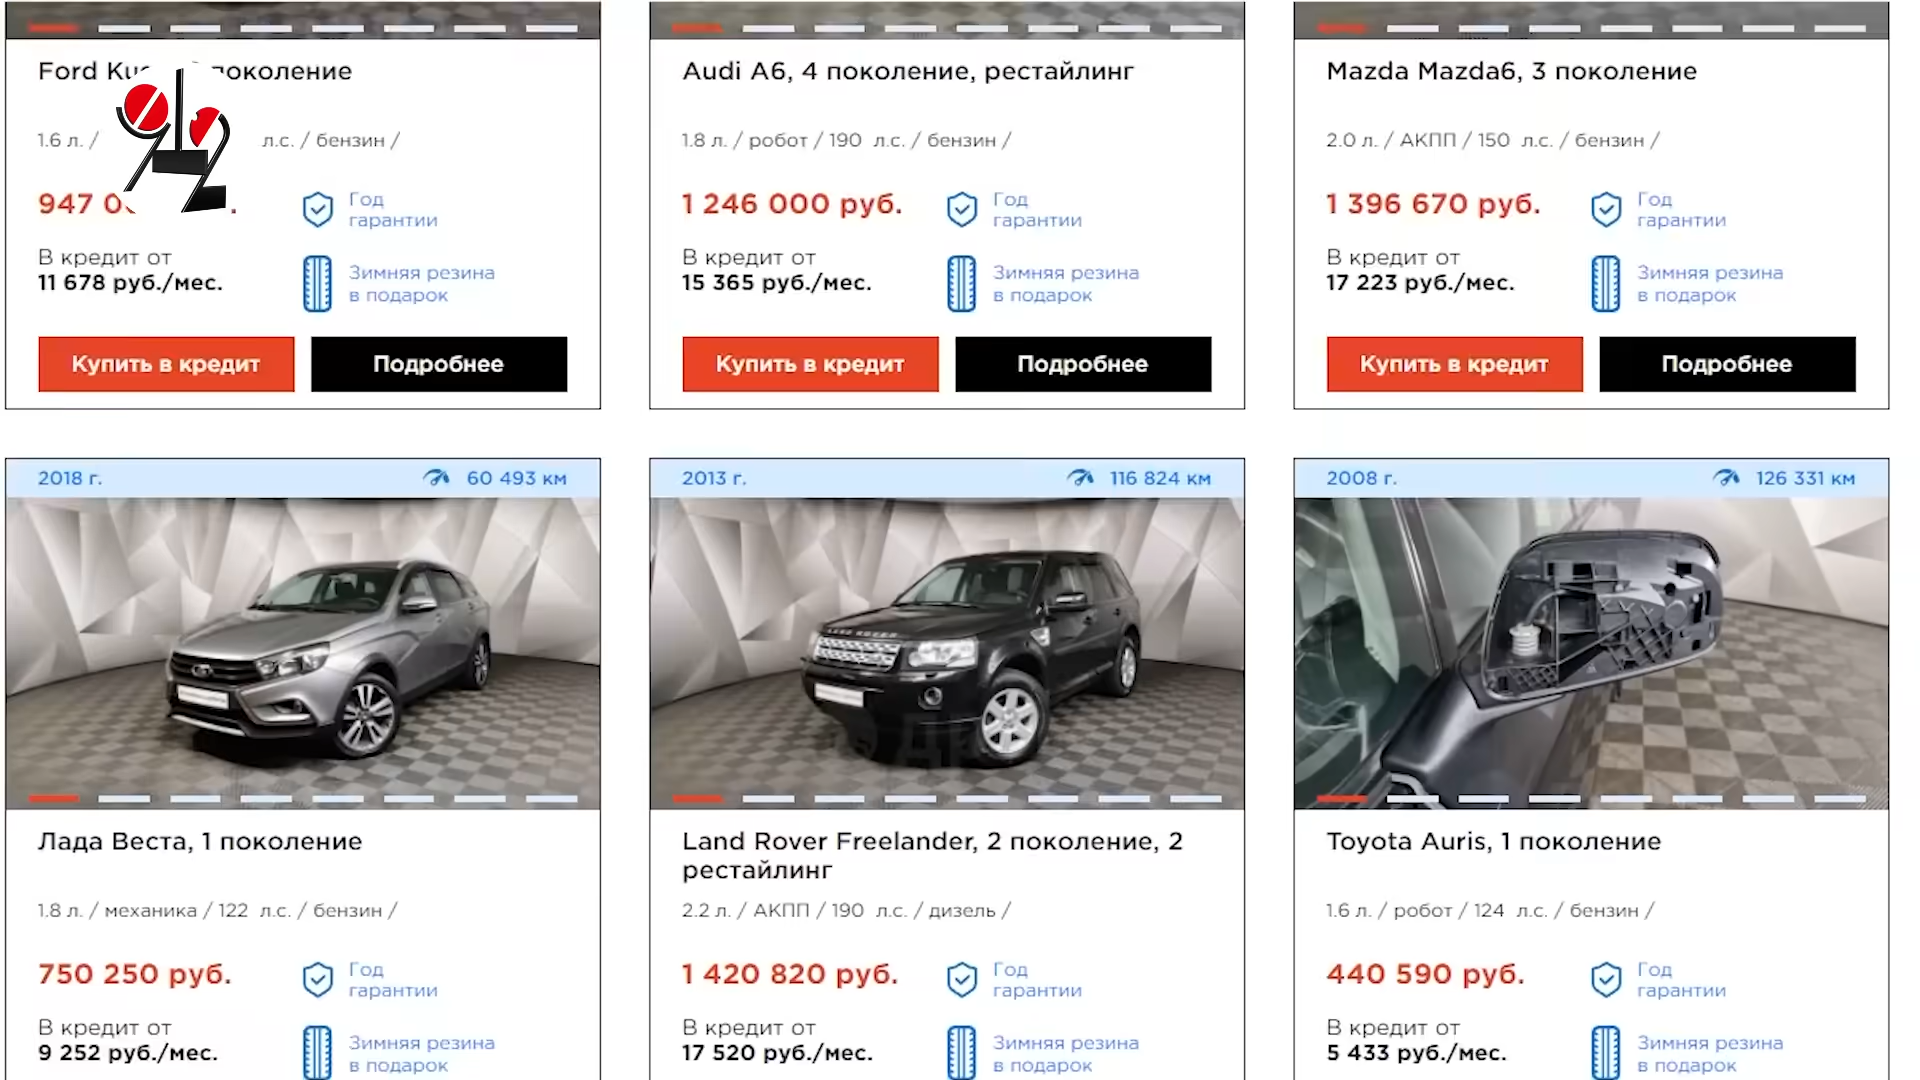 Ford поколение
1.6 л. / л.с. / бензин /
947
Год
гарантии
В кредит от
11 678 руб./мес.
Зимняя резина
в подарок
Купить в кредит
Подробнее
Audi A6, 4 поколение, рестайлинг
1.8 л. / робот / 190 л.с. / бензин /
1 246 000 руб.
Год
гарантии
В кредит от
15 365 руб./мес.
Зимняя резина
в подарок
Купить в кредит
Подробнее
Mazda Mazda6, 3 поколение
2.0 л. / АКПП / 150 л.с. / бензин /
1 396 670 руб.
Год
гарантии
В кредит от
17 223 руб./мес.
Зимняя резина
в подарок
Купить в кредит
Подробнее
2018 г.
60 493 км
Лада Веста, 1 поколение
1.8 л. / механика / 122 л.с. / бензин /
750 250 руб.
Год
гарантии
В кредит от
9 252 руб./мес.
Зимняя резина
в подарок
2013 г.
116 824 км
LAND ROVER
Land Rover Freelander, 2 поколение, 2
рестайлинг
2.2 л. / АКПП / 190 л.с. / дизель /
1 420 820 руб.
Год
гарантии
В кредит от
17 520 руб./мес.
Зимняя резина
в подарок
2008 г.
126 331 км
Toyota Auris, 1 поколение
1.6 л. / робот / 124 л.с. / бензин /
440 590 руб.
Год
гарантии
В кредит от
5 433 руб./мес.
Зимняя резина
в подарок